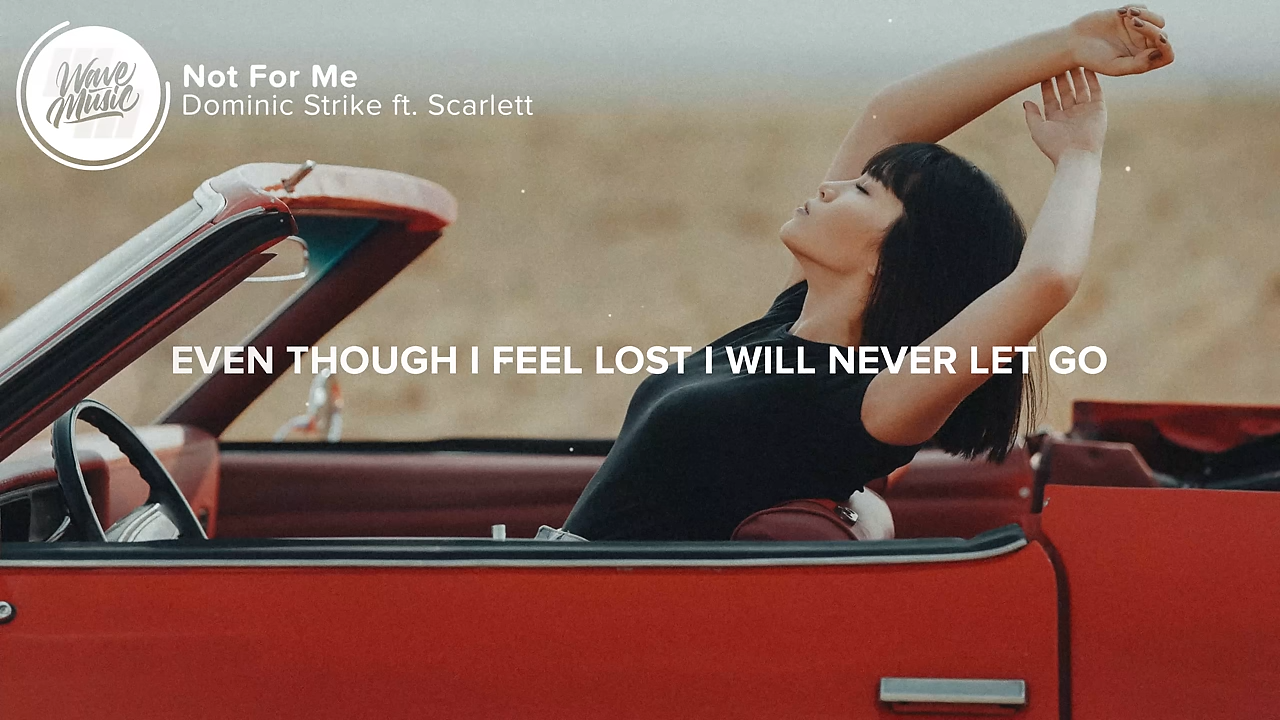 Wave
Music
Not For Me
Dominic Strike ft. Scarlett
EVEN THOUGH I FEEL LOST I WILL NEVER LET GO